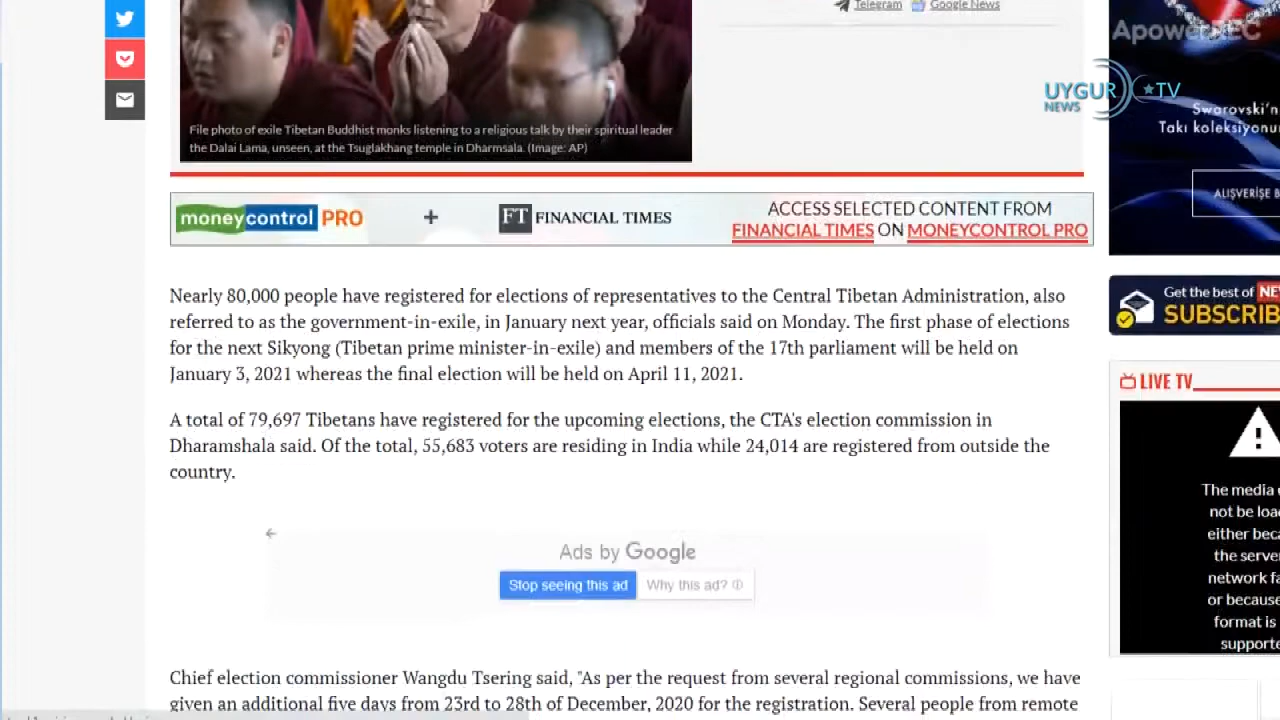 Telegram Google News
ApowerREC
UYGUR TV
NEWS
Swarovski'n
Takı koleksiyonu
ALIŞVERİŞE B
File photo of exile Tibetan Buddhist monks listening to a religious talk by their spiritual leader
the Dalai Lama, unseen, at the Tsuglakhang temple in Dharmsala. (Image: AP)
moneycontrol PRO + FT FINANCIAL TIMES
ACCESS SELECTED CONTENT FROM
FINANCIAL TIMES ON MONEYCONTROL PRO
Nearly 80,000 people have registered for elections of representatives to the Central Tibetan Administration, also
referred to as the government-in-exile, in January next year, officials said on Monday. The first phase of elections
for the next Sikyong (Tibetan prime minister-in-exile) and members of the 17th parliament will be held on
January 3, 2021 whereas the final election will be held on April 11, 2021.
A total of 79,697 Tibetans have registered for the upcoming elections, the CTA's election commission in
Dharamshala said. Of the total, 55,683 voters are residing in India while 24,014 are registered from outside the
country.
Ads by Google
Stop seeing this ad Why this ad?
Chief election commissioner Wangdu Tsering said, "As per the request from several regional commissions, we have
given an additional five days from 23rd to 28th of December, 2020 for the registration. Several people from remote
Get the best of NE
SUBSCRIB
LIVE TV
The media
not be loa
either beca
the server
network fa
or because
format is
supporte